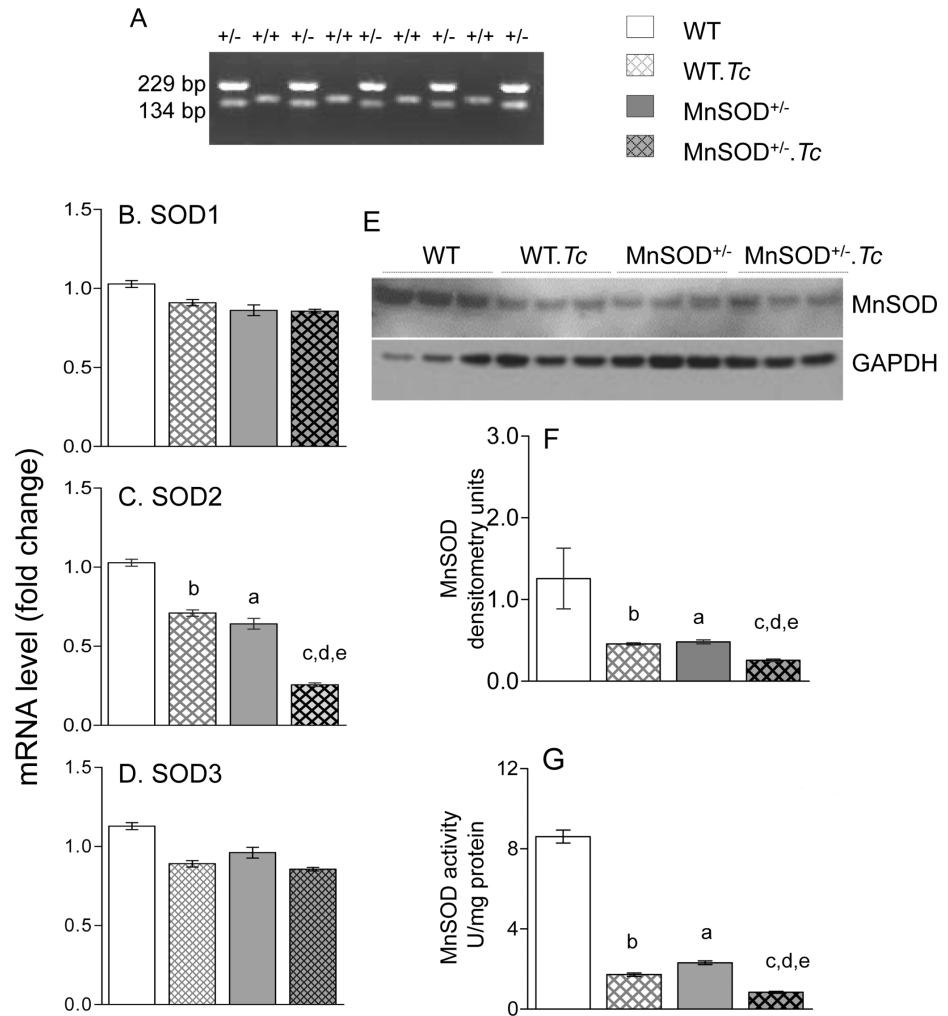 A
+/- +/+ +/- +/+ +/- +/+ +/- +/+ +/-
229 bp
134 bp
WT
WT.Tc
MnSOD+/-
MnSOD+/-.Tc
mRNA level (fold change)
B. SOD1
1.5
1.0
0.5
0.0
C. SOD2
1.5
1.0
0.5
0.0
b
a
c,d,e
D. SOD3
1.5
1.0
0.5
0.0
E
WT WT.Tc MnSOD+/- MnSOD+/-.Tc
MnSOD
GAPDH
F
MnSOD
densitometry units
3.0
2.0
1.0
0.0
b
a
c,d,e
G
MnSOD activity
U/mg protein
12
8
4
0
b
a
c,d,e